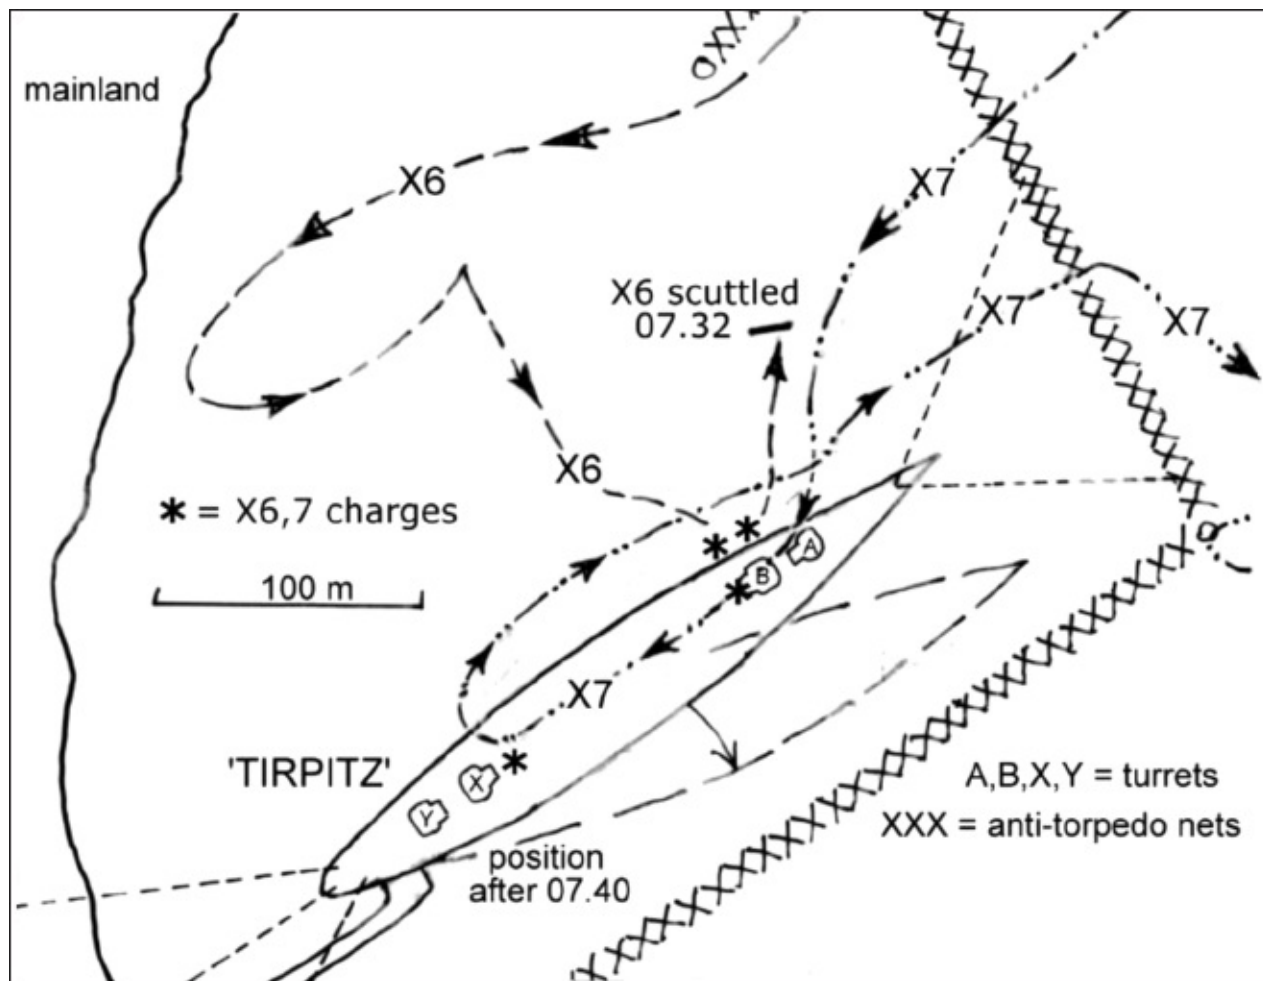 mainland
X6
X7
X6 scuttled
07.32
X7
X7
X6
* = X6,7 charges
100 m
A
B
X7
'TIRPITZ'
X
Y
A,B,X,Y = turrets
XXX = anti-torpedo nets
position
after 07.40